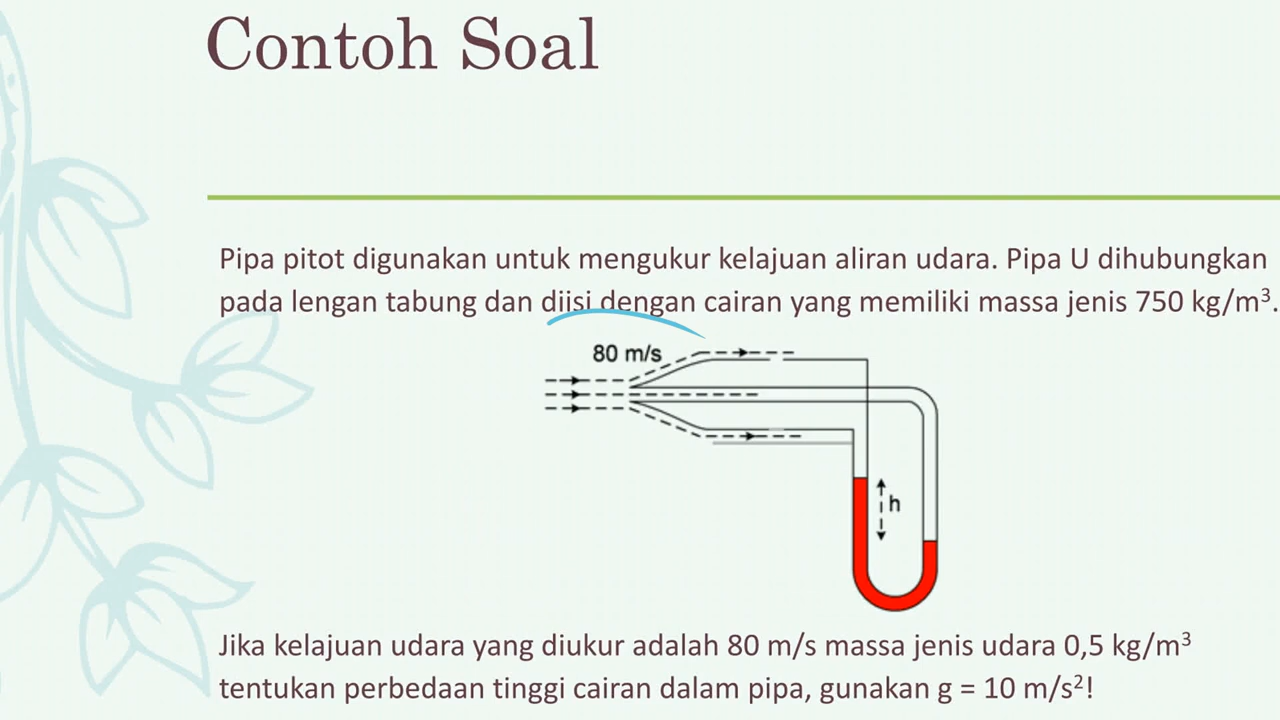 Contoh Soal
Pipa pitot digunakan untuk mengukur kelajuan aliran udara. Pipa U dihubungkan
pada lengan tabung dan diisi dengan cairan yang memiliki massa jenis 750 kg/m³.
80 m/s
h
Jika kelajuan udara yang diukur adalah 80 m/s massa jenis udara 0,5 kg/m³
tentukan perbedaan tinggi cairan dalam pipa, gunakan g = 10 m/s²!